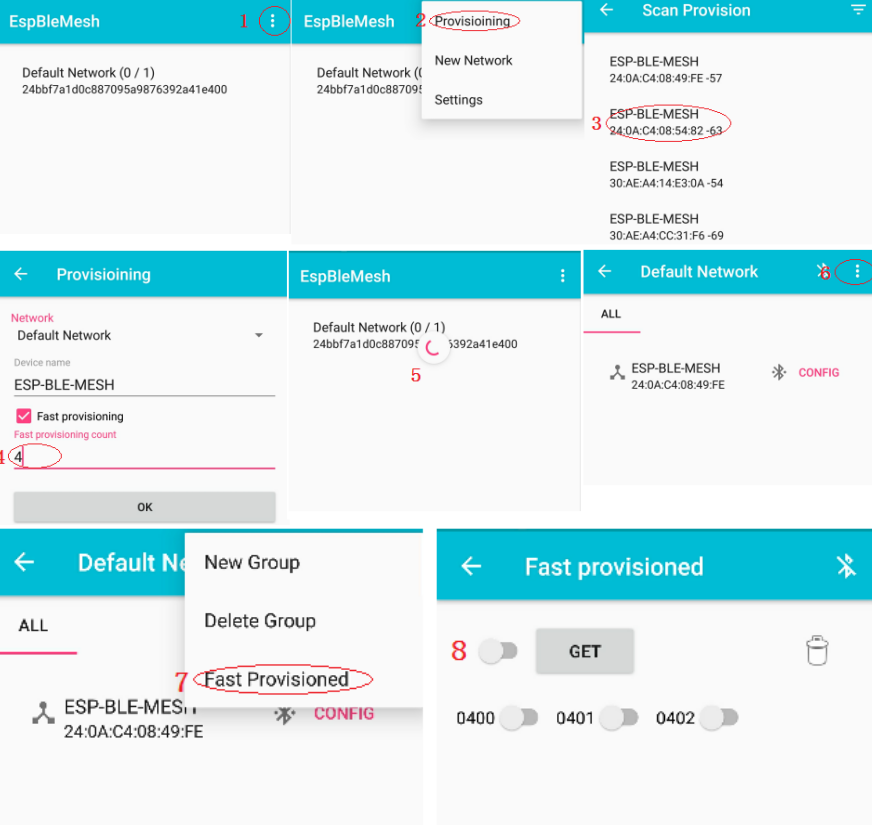 EspBleMesh 1
Default Network (0 / 1)
24bbf7a1d0c887095a9876392a41e400
EspBleMesh 2 Provisioining
New Network
Settings
Default Network (
24bbf7a1d0c887095
Scan Provision
ESP-BLE-MESH
24:0A:C4:08:49:FE -57
3 ESP-BLE-MESH
24:0A:C4:08:54:82 -63
ESP-BLE-MESH
30:AE:A4:14:E3:0A -54
ESP-BLE-MESH
30:AE:A4:CC:31:F6 -69
Provisioining
Network
Default Network
Device name
ESP-BLE-MESH
Fast provisioning
Fast provisioning count
4 4
OK
EspBleMesh
Default Network (0 / 1)
24bbf7a1d0c887095 6392a41e400
5
Default Network 6
ALL
ESP-BLE-MESH
24:0A:C4:08:49:FE
CONFIG
Default Ne
New Group
Delete Group
7 Fast Provisioned
ALL
ESP-BLE-MESH
24:0A:C4:08:49:FE
CONFIG
Fast provisioned
8 GET
0400 0401 0402